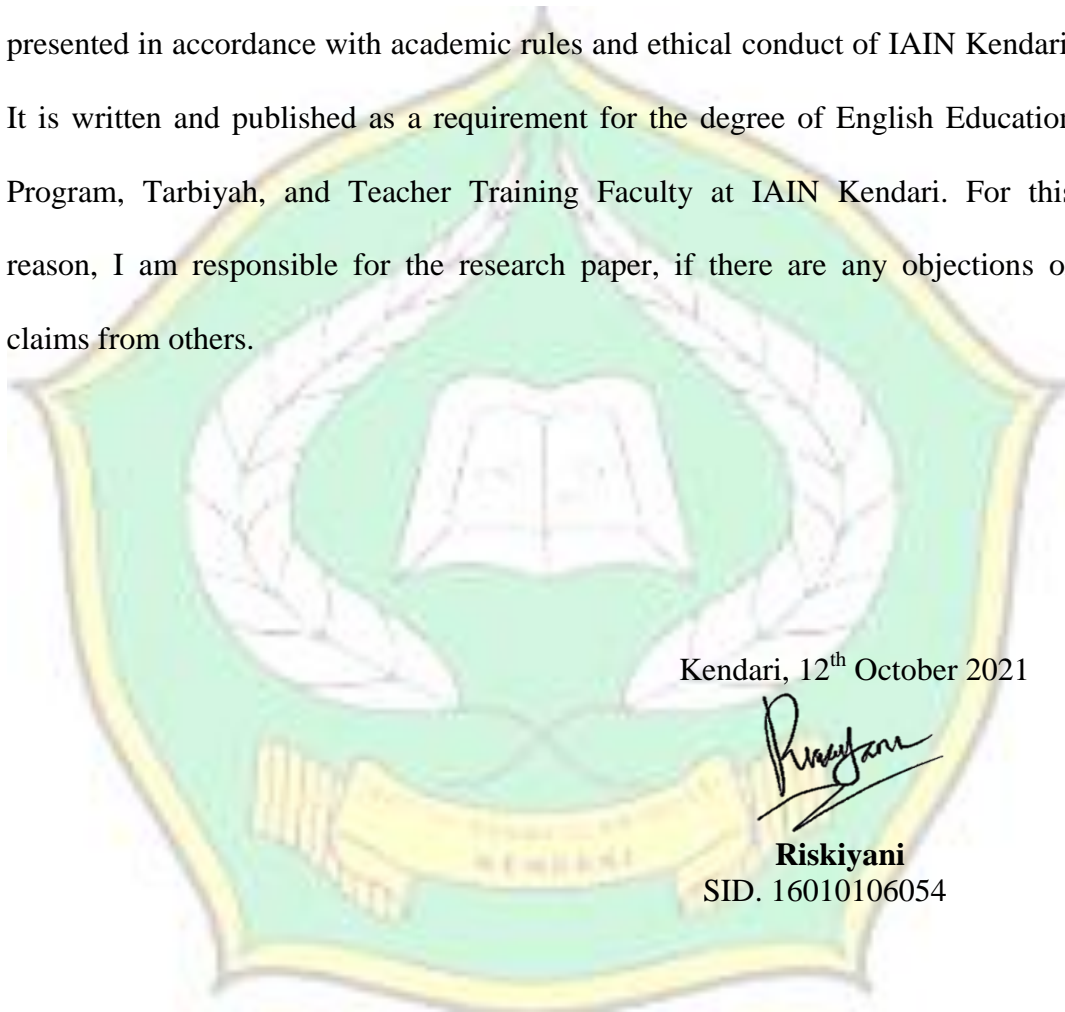 presented in accordance with academic rules and ethical conduct of IAIN Kendari
It is written and published as a requirement for the degree of English Education
Program, Tarbiyah, and Teacher Training Faculty at IAIN Kendari. For this
reason, I am responsible for the research paper, if there are any objections o
claims from others.
Kendari, 12th October 2021
Riskiyani
SID. 16010106054
KENDARI